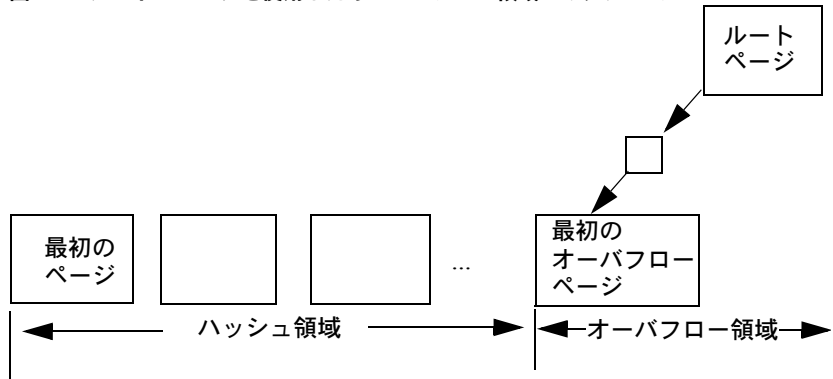 ルート
ページ
最初の
ページ
...
最初の
オーバフロー
ページ
ハッシュ領域
オーバフロー領域